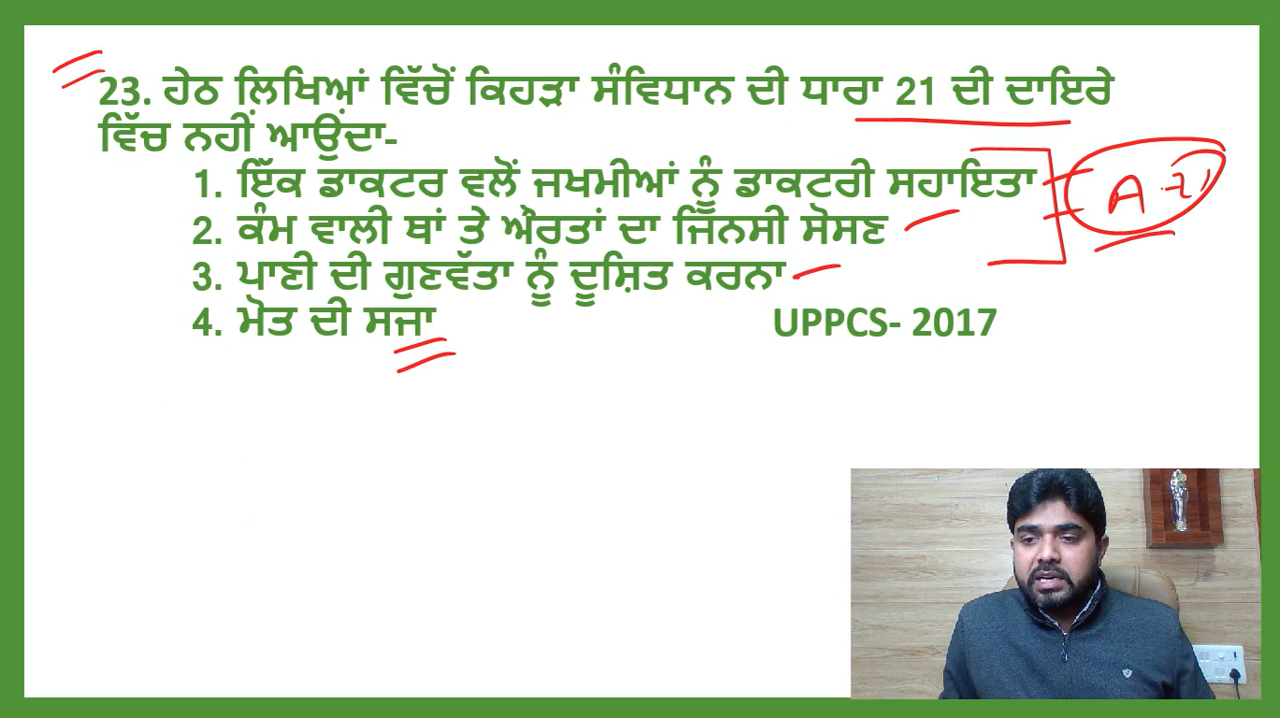 23. ਹੇਠ ਲਿਖਿਆਂ ਵਿੱਚੋਂ ਕਿਹੜਾ ਸੰਵਿਧਾਨ ਦੀ ਧਾਰਾ 21 ਦੀ ਦਾਇਰੇ
ਵਿੱਚ ਨਹੀਂ ਆਉਂਦਾ-
1. ਇੱਕ ਡਾਕਟਰ ਵਲੋਂ ਜਖਮੀਆਂ ਨੂੰ ਡਾਕਟਰੀ ਸਹਾਇਤਾ
A 21
2. ਕੰਮ ਵਾਲੀ ਥਾਂ ਤੇ ਔਰਤਾਂ ਦਾ ਜਿਨਸੀ ਸੋਸਣ
3. ਪਾਣੀ ਦੀ ਗੁਣਵੱਤਾ ਨੂੰ ਦੂਸ਼ਿਤ ਕਰਨਾ
4. ਮੋਤ ਦੀ ਸਜਾ UPPCS- 2017